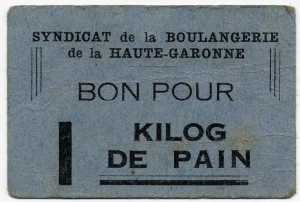 SYNDICAT de la BOULANGERIE
de la HAUTE-GARONNE
BON POUR
1 KILOG
DE PAIN